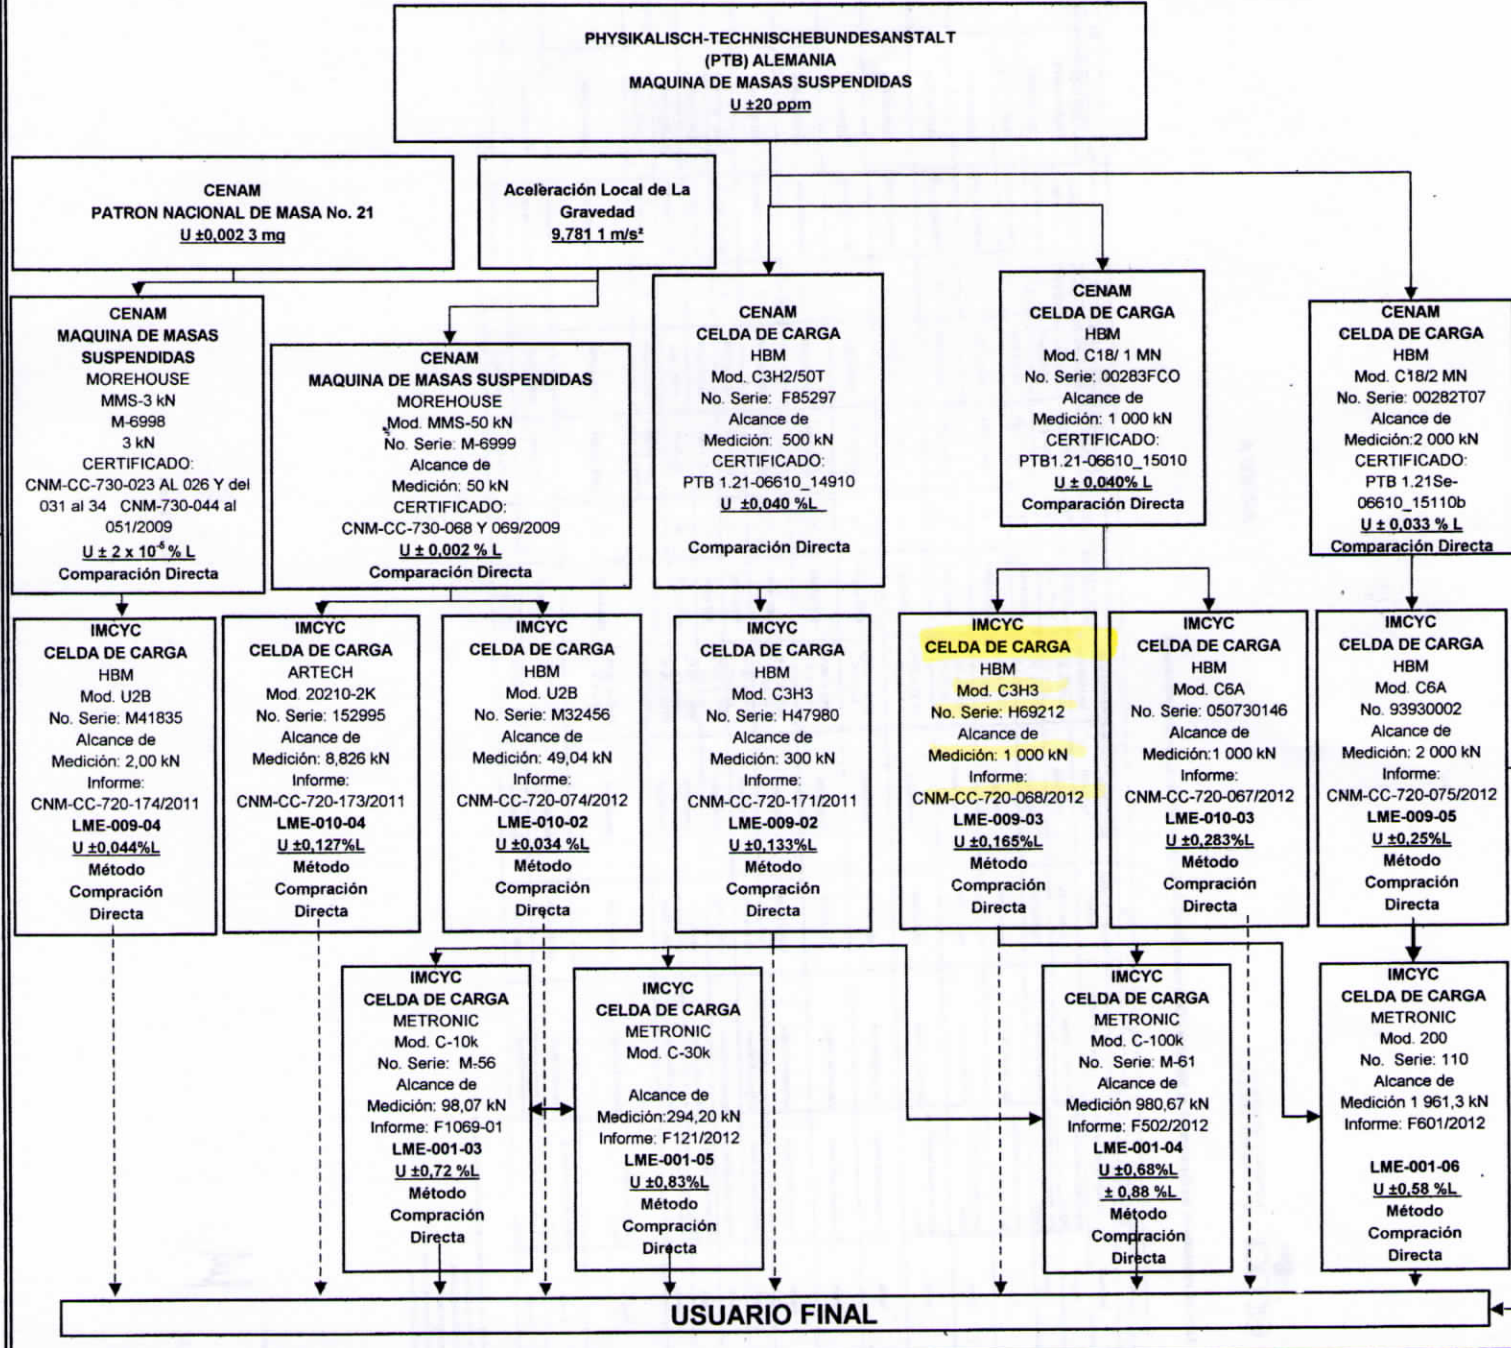 PHYSIKALISCH-TECHNISCHEBUNDESANSTALT
(PTB) ALEMANIA
MAQUINA DE MASAS SUSPENDIDAS
U ±20 ppm
CENAM
PATRON NACIONAL DE MASA No. 21
U ±0,002 3 mg
Aceleración Local de La
Gravedad
9,781 1 m/s²
CENAM
MAQUINA DE MASAS
SUSPENDIDAS
MOREHOUSE
MMS-3 kN
M-6998
3 kN
CERTIFICADO:
CNM-CC-730-023 AL 026 Y del
031 al 34 CNM-730-044 al
051/2009
U ± 2 x 10⁻⁵ % L
Comparación Directa
CENAM
MAQUINA DE MASAS SUSPENDIDAS
MOREHOUSE
Mod. MMS-50 kN
No. Serie: M-6999
Alcance de
Medición: 50 kN
CERTIFICADO:
CNM-CC-730-068 Y 069/2009
U ± 0,002 % L
Comparación Directa
CENAM
CELDA DE CARGA
HBM
Mod. C3H2/50T
No. Serie: F85297
Alcance de
Medición: 500 kN
CERTIFICADO:
PTB 1.21-06610_14910
U ±0,040 %L
Comparación Directa
CENAM
CELDA DE CARGA
HBM
Mod. C18/ 1 MN
No. Serie: 00283FCO
Alcance de
Medición: 1 000 kN
CERTIFICADO:
PTB1.21-06610_15010
U ± 0,040% L
Comparación Directa
CENAM
CELDA DE CARGA
HBM
Mod. C18/2 MN
No. Serie: 00282T07
Alcance de
Medición:2 000 kN
CERTIFICADO:
PTB 1.21Se-
06610_15110b
U ± 0,033 % L
Comparación Directa
IMCYC
CELDA DE CARGA
HBM
Mod. U2B
No. Serie: M41835
Alcance de
Medición: 2,00 kN
Informe:
CNM-CC-720-174/2011
LME-009-04
U ±0,044%L
Método
Compración
Directa
IMCYC
CELDA DE CARGA
ARTECH
Mod. 20210-2K
No. Serie: 152995
Alcance de
Medición: 8,826 kN
Informe:
CNM-CC-720-173/2011
LME-010-04
U ±0,127%L
Método
Compración
Directa
IMCYC
CELDA DE CARGA
HBM
Mod. U2B
No. Serie: M32456
Alcance de
Medición: 49,04 kN
Informe:
CNM-CC-720-074/2012
LME-010-02
U ±0,034 %L
Método
Compración
Directa
IMCYC
CELDA DE CARGA
HBM
Mod. C3H3
No. Serie: H47980
Alcance de
Medición: 300 kN
Informe:
CNM-CC-720-171/2011
LME-009-02
U ±0,133%L
Método
Compración
Directa
IMCYC
CELDA DE CARGA
HBM
Mod. C3H3
No. Serie: H69212
Alcance de
Medición: 1 000 kN
Informe:
CNM-CC-720-068/2012
LME-009-03
U ±0,165%L
Método
Compración
Directa
IMCYC
CELDA DE CARGA
HBM
Mod. C6A
No. Serie: 050730146
Alcance de
Medición:1 000 kN
Informe:
CNM-CC-720-067/2012
LME-010-03
U ±0,283%L
Método
Compración
Directa
IMCYC
CELDA DE CARGA
HBM
Mod. C6A
No. 93930002
Alcance de
Medición: 2 000 kN
Informe:
CNM-CC-720-075/2012
LME-009-05
U ±0,25%L
Método
Compración
Directa
IMCYC
CELDA DE CARGA
METRONIC
Mod. C-10k
No. Serie: M-56
Alcance de
Medición: 98,07 kN
Informe: F1069-01
LME-001-03
U ±0,72 %L
Método
Compración
Directa
IMCYC
CELDA DE CARGA
METRONIC
Mod. C-30k
Alcance de
Medición:294,20 kN
Informe: F121/2012
LME-001-05
U ±0,83%L
Método
Compración
Directa
IMCYC
CELDA DE CARGA
METRONIC
Mod. C-100k
No. Serie: M-61
Alcance de
Medición 980,67 kN
Informe: F502/2012
LME-001-04
U ±0,68%L
± 0,88 %L
Método
Compración
Directa
IMCYC
CELDA DE CARGA
METRONIC
Mod. 200
No. Serie: 110
Alcance de
Medición 1 961,3 kN
Informe: F601/2012
LME-001-06
U ±0,58 %L
Método
Compración
Directa
USUARIO FINAL